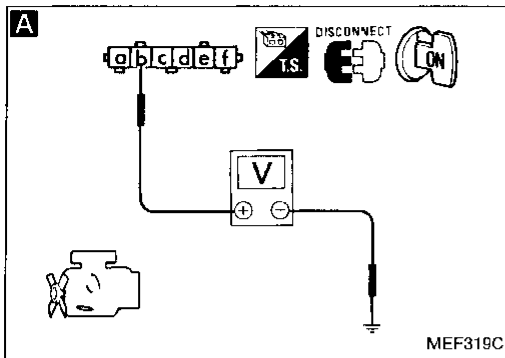 A
DISCONNECT
a b c d e f
T.S.
ON
V
+ −
MEF319C